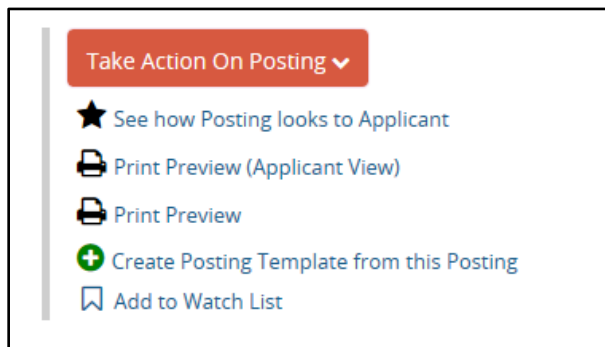 Take Action On Posting
See how Posting looks to Applicant
Print Preview (Applicant View)
Print Preview
Create Posting Template from this Posting
Add to Watch List